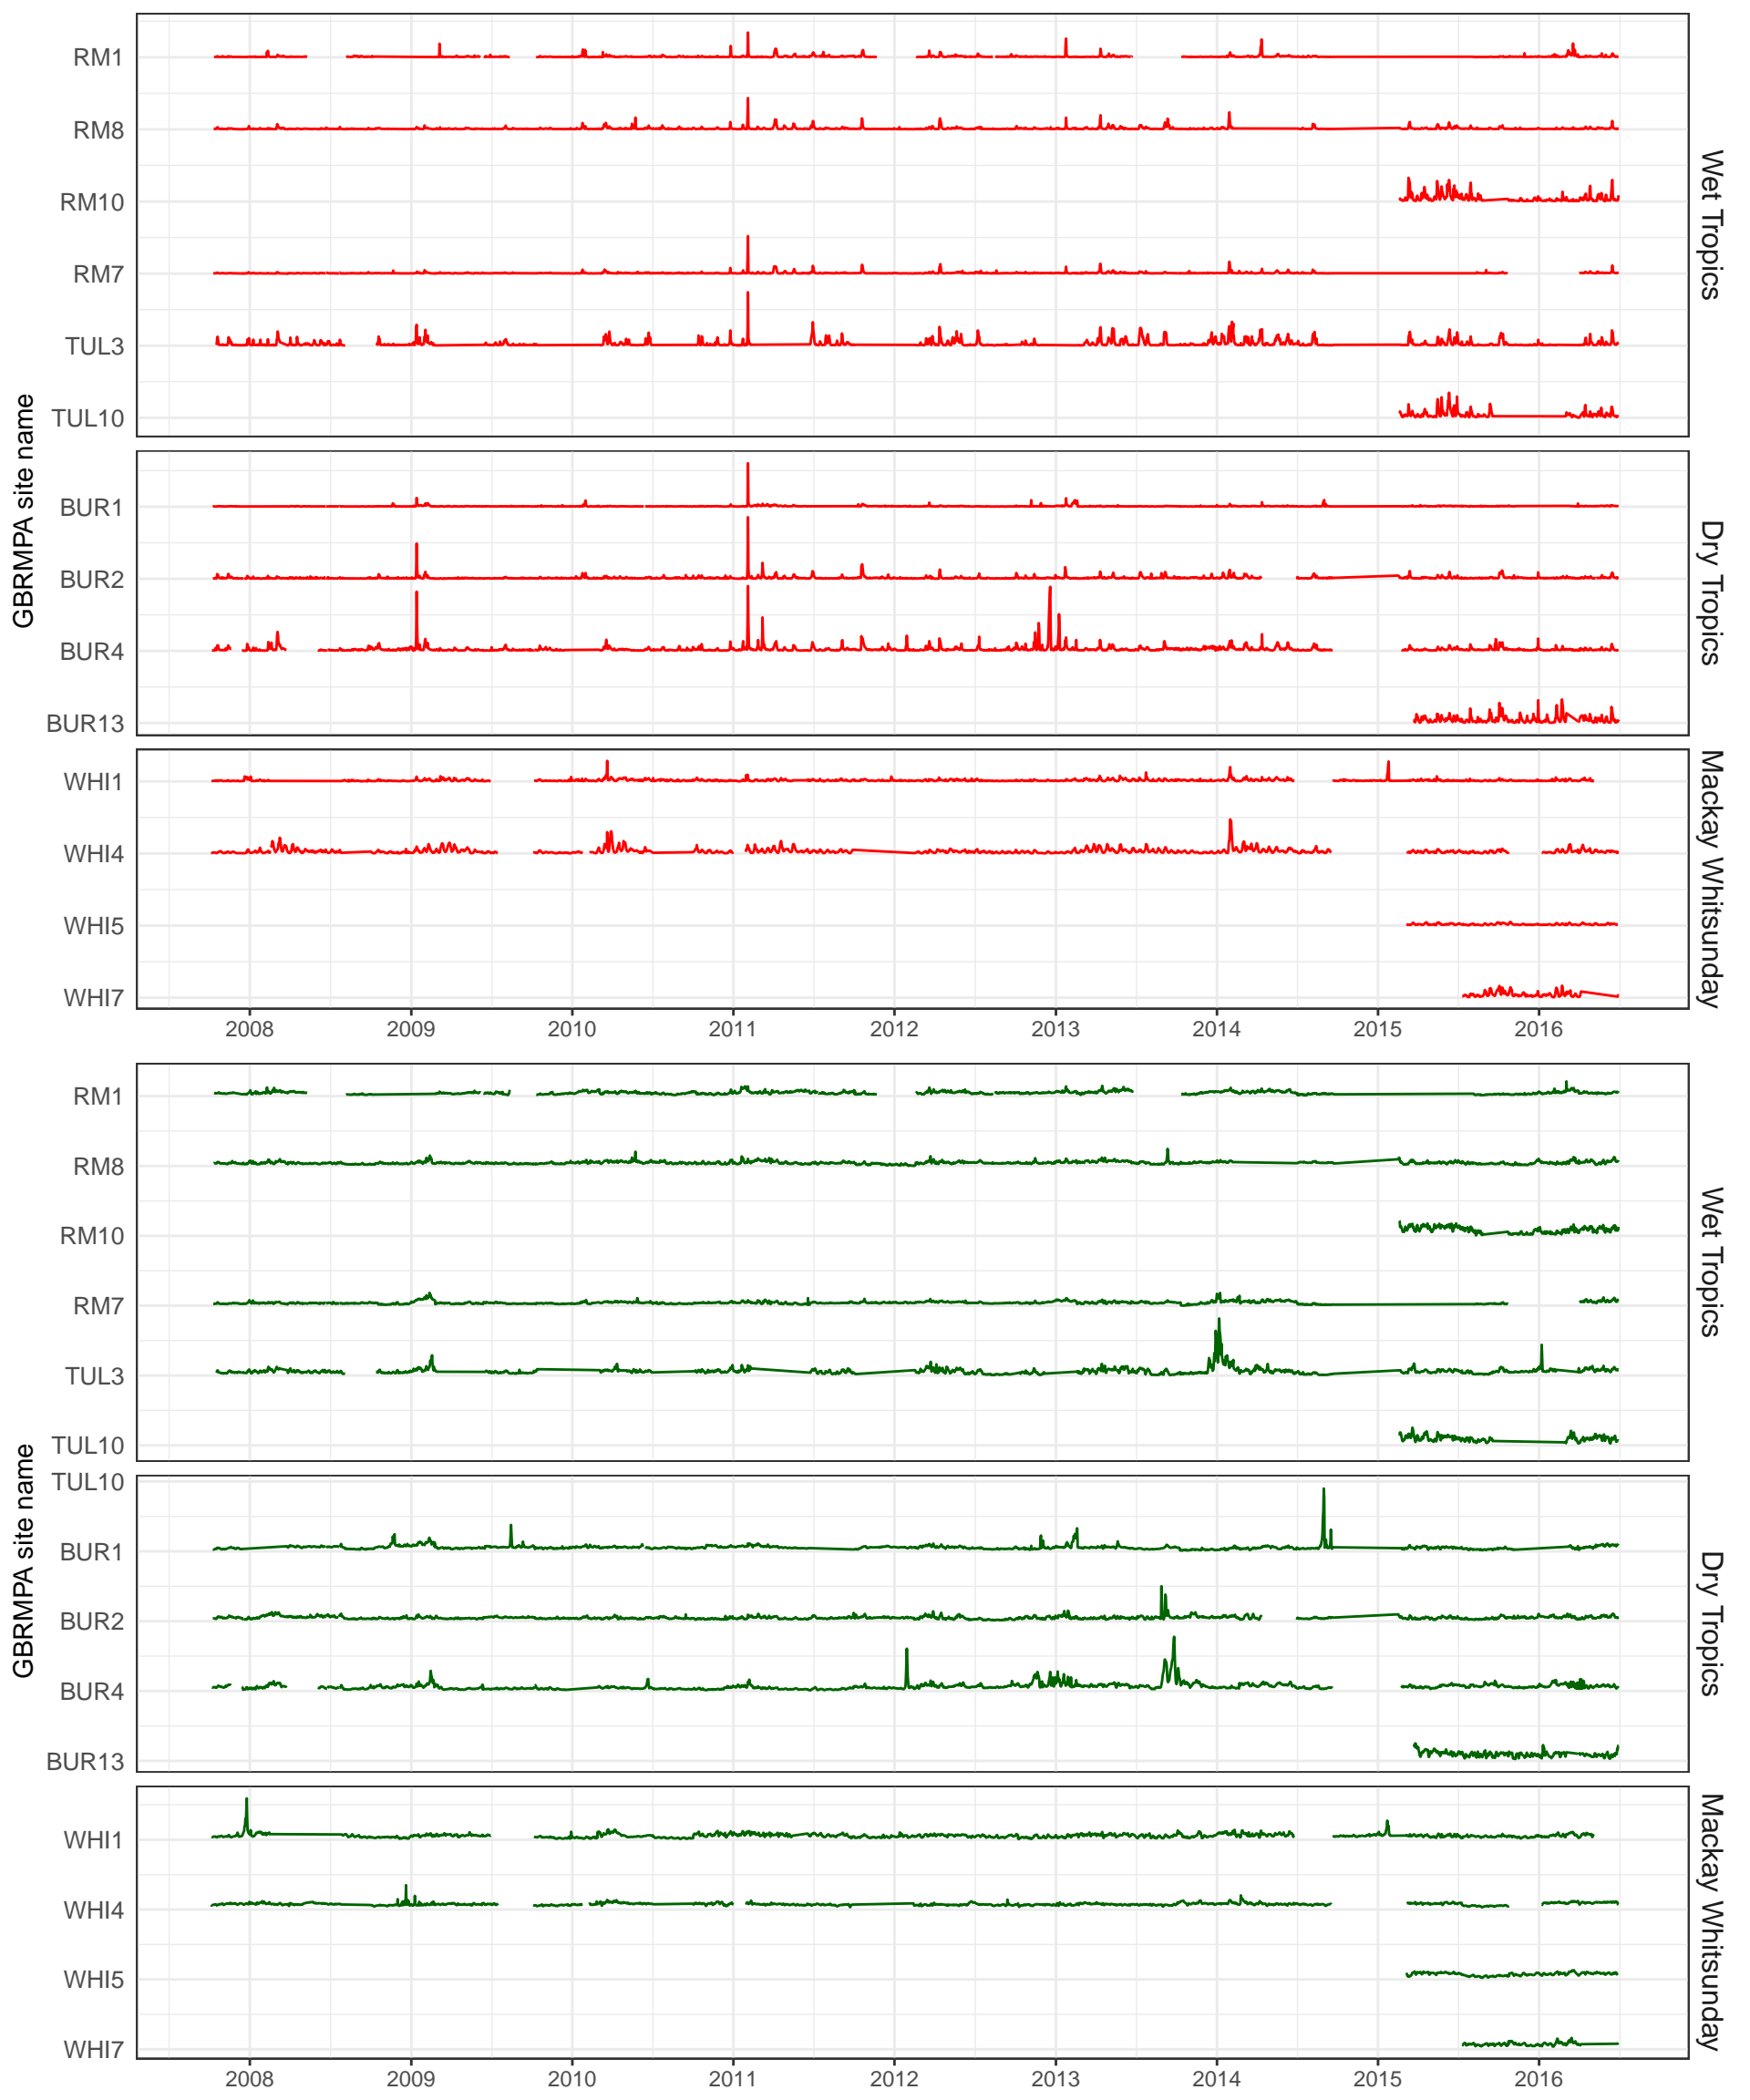 GBRMPA site name
RM1
RM8
RM10
RM7
TUL3
TUL10
Wet Tropics
BUR1
BUR2
BUR4
BUR13
Dry Tropics
WHI1
WHI4
WHI5
WHI7
Mackay Whitsunday
2008 2009 2010 2011 2012 2013 2014 2015 2016
GBRMPA site name
RM1
RM8
RM10
RM7
TUL3
TUL10
Wet Tropics
TUL10
BUR1
BUR2
BUR4
BUR13
Dry Tropics
WHI1
WHI4
WHI5
WHI7
Mackay Whitsunday
2008 2009 2010 2011 2012 2013 2014 2015 2016